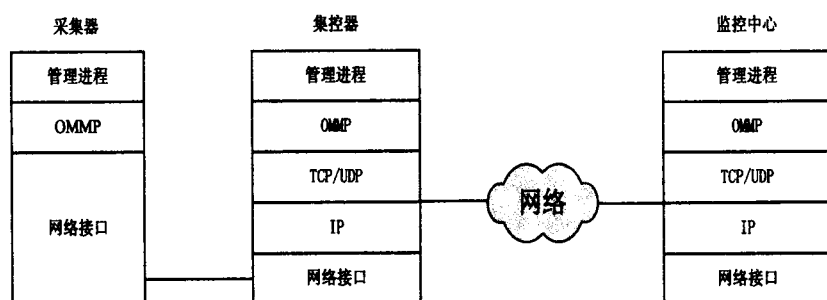 采集器
集控器
监控中心
管理进程
管理进程
管理进程
OMMP
OMMP
OMMP
TCP/UDP
TCP/UDP
网络
网络接口
IP
IP
网络接口
网络接口